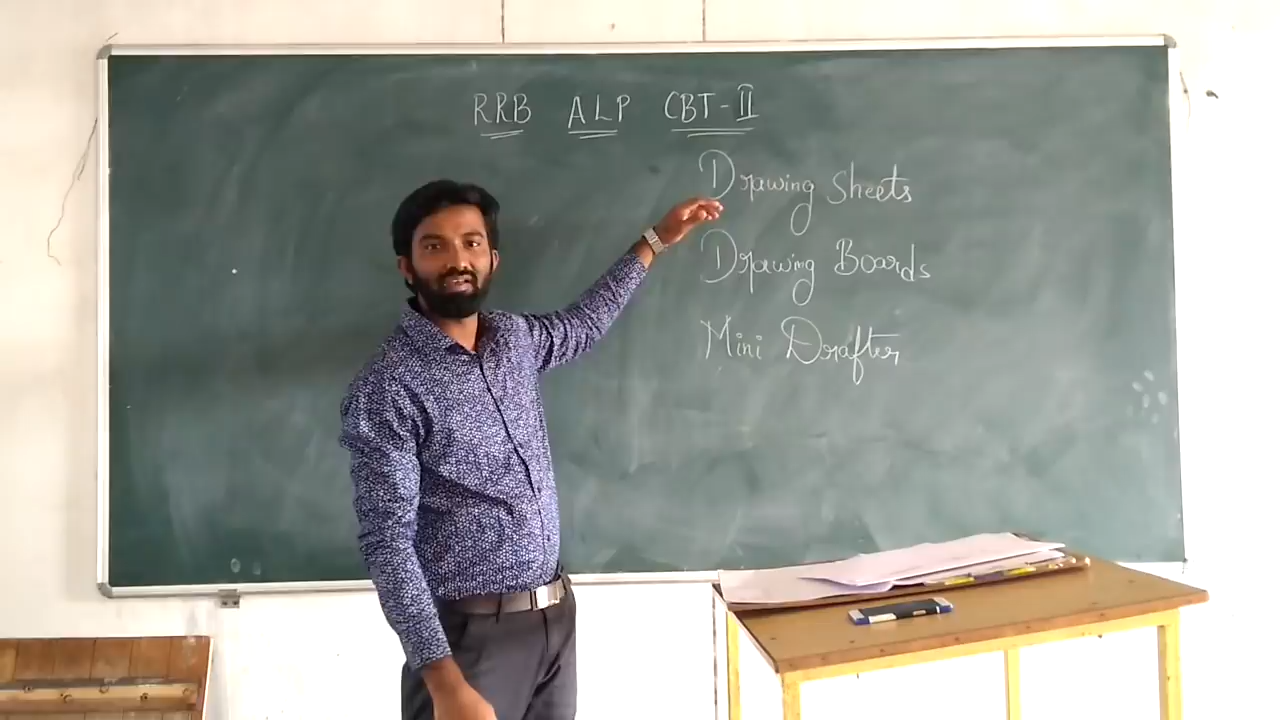 RRB ALP CBT-II
Drawing Sheets
Drawing Boards
Mini Drafter